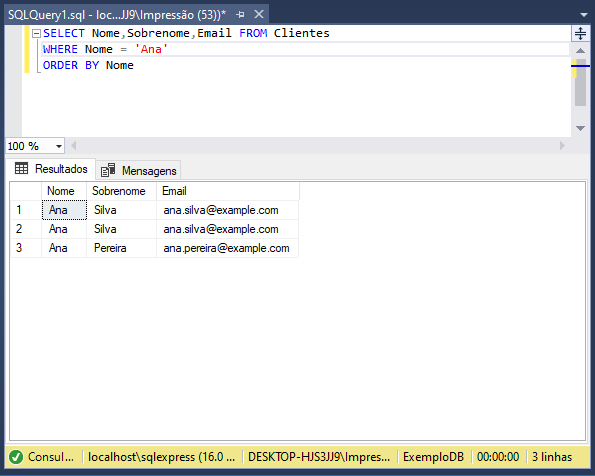 SQLQuery1.sql - loc...JJ9\Impressão (53))*
SELECT Nome,Sobrenome,Email FROM Clientes
WHERE Nome = 'Ana'
ORDER BY Nome
100 %
Resultados Mensagens
Nome Sobrenome Email
1 Ana Silva ana.silva@example.com
2 Ana Silva ana.silva@example.com
3 Ana Pereira ana.pereira@example.com
Consul... localhost\sqlexpress (16.0 ... DESKTOP-HJS3JJ9\Impres... ExemploDB 00:00:00 3 linhas